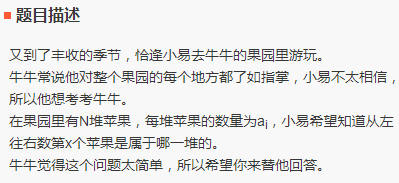 题目描述
又到了丰收的季节，恰逢小易去牛牛的果园里游玩。
牛牛常说他对整个果园的每个地方都了如指掌，小易不太相信，
所以他想考考牛牛。
在果园里有N堆苹果，每堆苹果的数量为ai，小易希望知道从左
往右数第x个苹果是属于哪一堆的。
牛牛觉得这个问题太简单，所以希望你来替他回答。